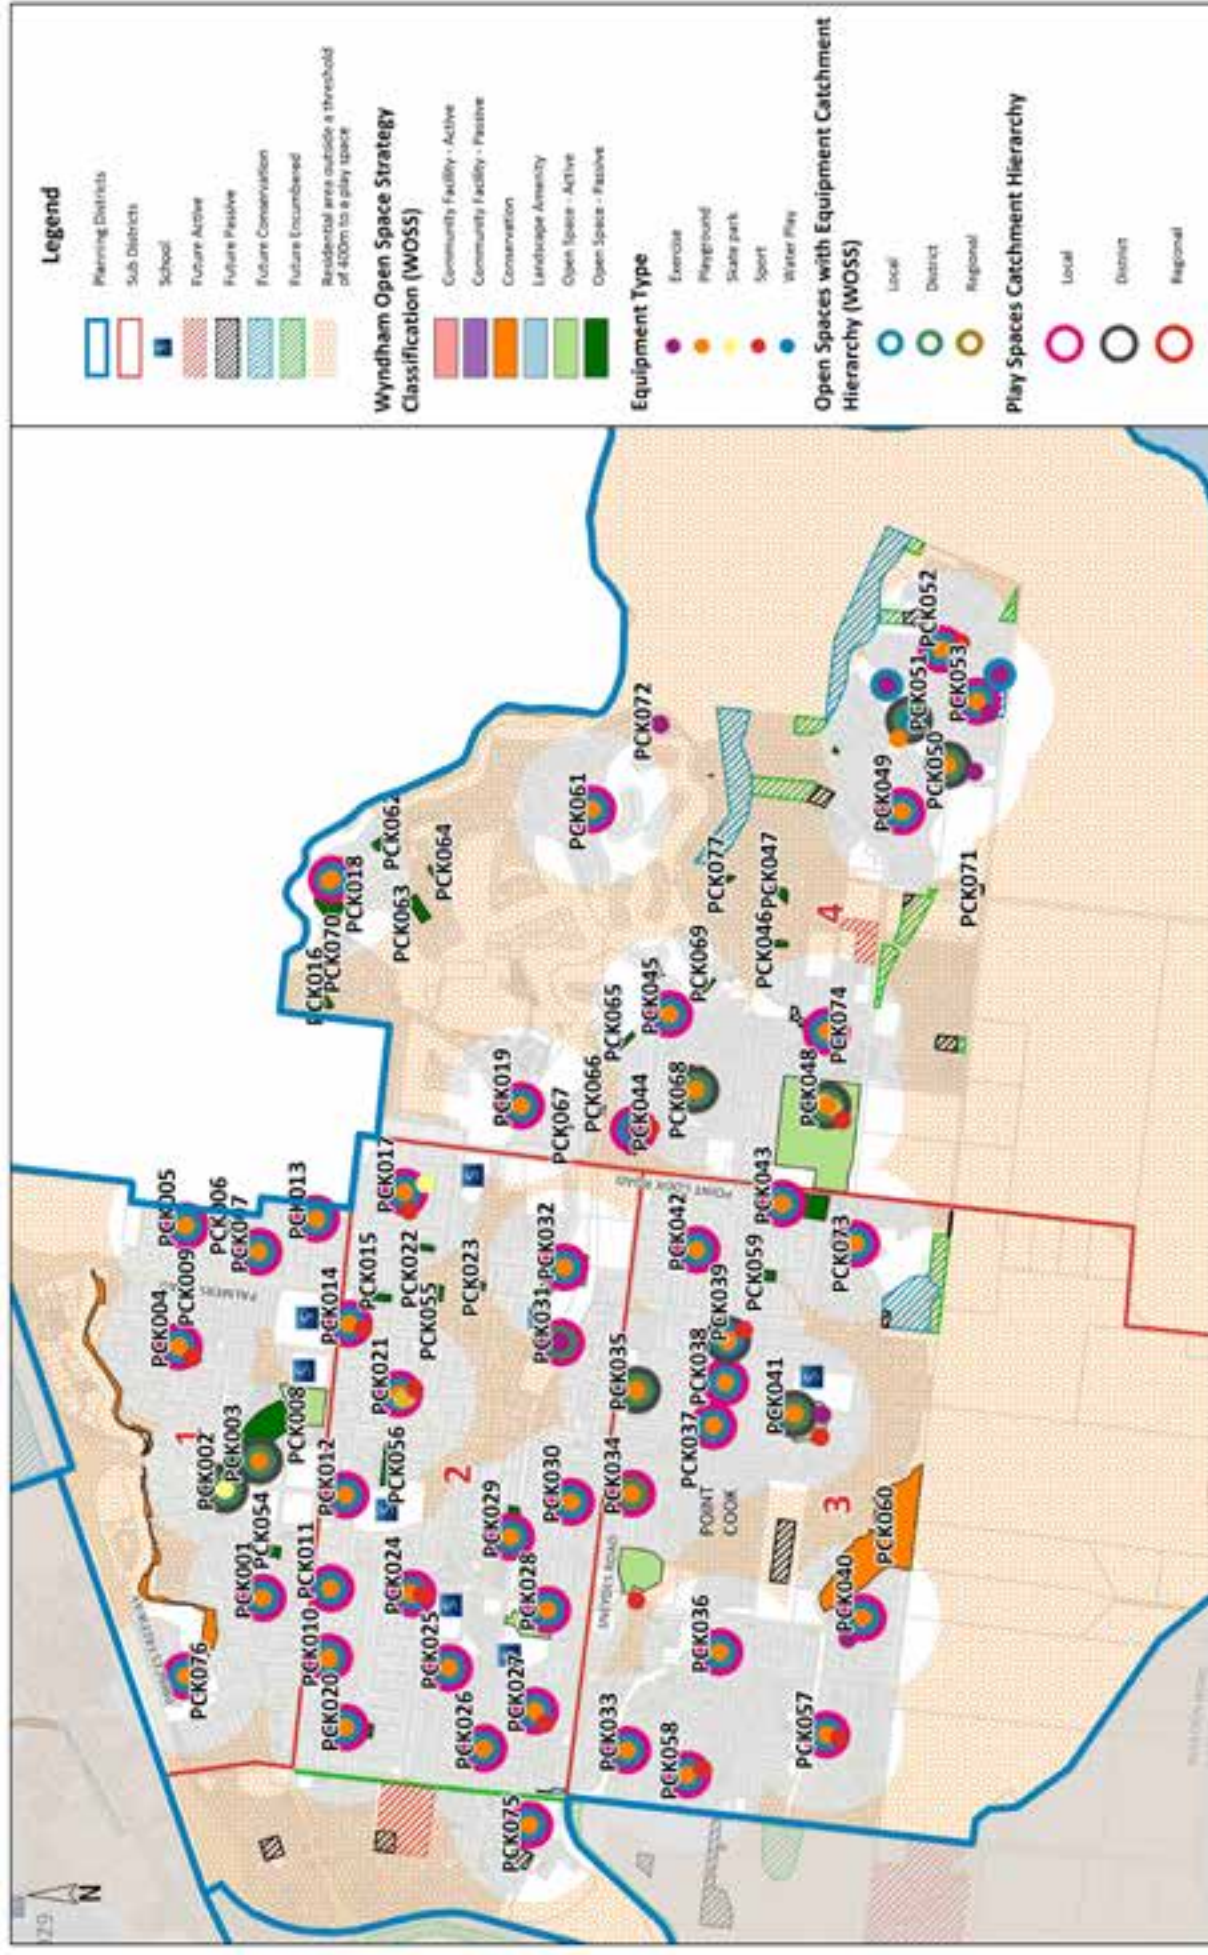 Legend
Planning Districts
Sub Districts
School
Future Active
Future Passive
Future Conservation
Future Encumbered
Residential area outside a threshold
of 400m to a play space
Wyndham Open Space Strategy
Classification (WOSS)
Community Facility - Active
Community Facility - Passive
Conservation
Landscape Amenity
Open Space - Active
Open Space - Passive
Equipment Type
Exercise
Playground
Skate park
Sport
Water Play
Open Spaces with Equipment Catchment
Hierarchy (WOSS)
Local
District
Regional
Play Spaces Catchment Hierarchy
Local
District
Regional
N
1
2
3
4
POINT
COOK
POINT COOK ROAD
SNEYDES ROAD
PALMERS
PCK001
PCK002
PCK003
PCK004
PCK005
PCK006
PCK007
PCK008
PCK009
PCK010
PCK011
PCK012
PCK013
PCK014
PCK015
PCK016
PCK017
PCK018
PCK019
PCK020
PCK021
PCK022
PCK023
PCK024
PCK025
PCK026
PCK027
PCK028
PCK029
PCK030
PCK031
PCK032
PCK033
PCK034
PCK035
PCK036
PCK037
PCK038
PCK039
PCK040
PCK041
PCK042
PCK043
PCK044
PCK045
PCK046
PCK047
PCK048
PCK049
PCK050
PCK051
PCK052
PCK053
PCK054
PCK055
PCK056
PCK057
PCK058
PCK059
PCK060
PCK061
PCK062
PCK063
PCK064
PCK065
PCK066
PCK067
PCK068
PCK069
PCK070
PCK071
PCK072
PCK073
PCK074
PCK075
PCK076
PCK077